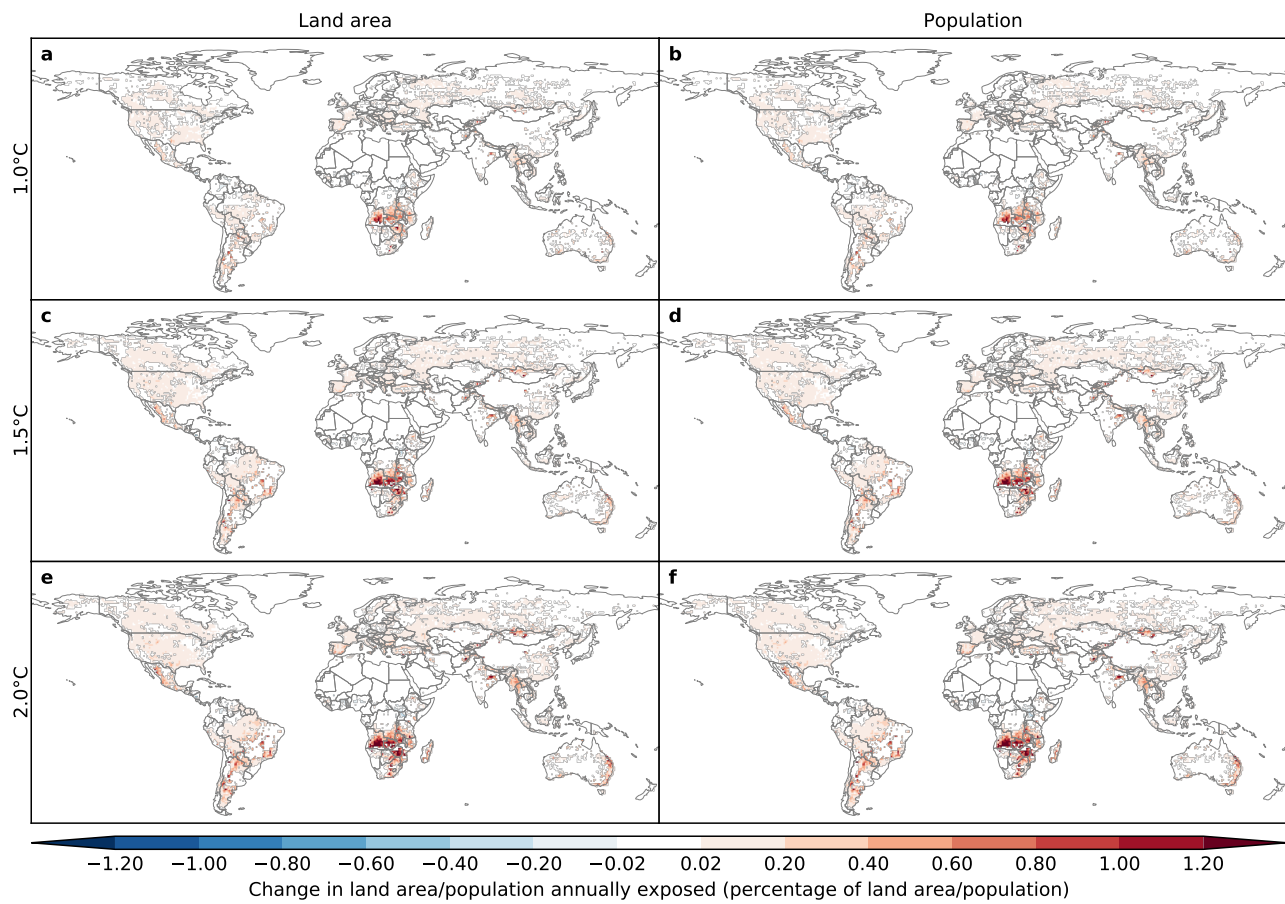 Land area
Population
a
b
1.0°C
c
d
1.5°C
e
f
2.0°C
−1.20 −1.00 −0.80 −0.60 −0.40 −0.20 −0.02 0.02 0.20 0.40 0.60 0.80 1.00 1.20
Change in land area/population annually exposed (percentage of land area/population)